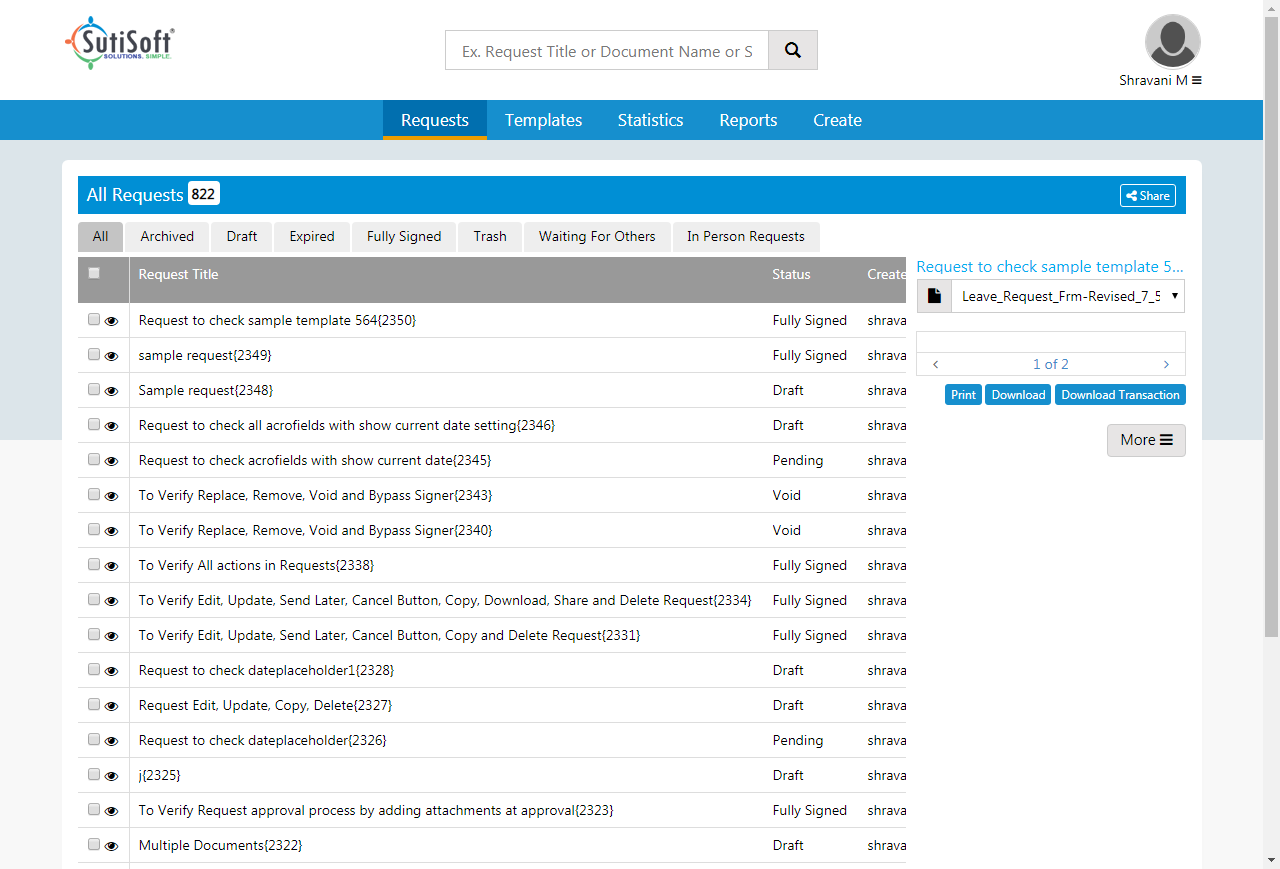 SutiSoft®
SOLUTIONS. SIMPLE.
Ex. Request Title or Document Name or S
Shravani M
Requests Templates Statistics Reports Create
All Requests 822
Share
All Archived Draft Expired Fully Signed Trash Waiting For Others In Person Requests
Request Title Status Create
Request to check sample template 564{2350} Fully Signed shrava
sample request{2349} Fully Signed shrava
Sample request{2348} Draft shrava
Request to check all acrofields with show current date setting{2346} Draft shrava
Request to check acrofields with show current date{2345} Pending shrava
To Verify Replace, Remove, Void and Bypass Signer{2343} Void shrava
To Verify Replace, Remove, Void and Bypass Signer{2340} Void shrava
To Verify All actions in Requests{2338} Fully Signed shrava
To Verify Edit, Update, Send Later, Cancel Button, Copy, Download, Share and Delete Request{2334} Fully Signed shrava
To Verify Edit, Update, Send Later, Cancel Button, Copy and Delete Request{2331} Fully Signed shrava
Request to check dateplaceholder1{2328} Draft shrava
Request Edit, Update, Copy, Delete{2327} Draft shrava
Request to check dateplaceholder{2326} Pending shrava
j{2325} Draft shrava
To Verify Request approval process by adding attachments at approval{2323} Fully Signed shrava
Multiple Documents{2322} Draft shrava
Request to check sample template 5...
Leave_Request_Frm-Revised_7_5
‹ 1 of 2 ›
Print Download Download Transaction
More